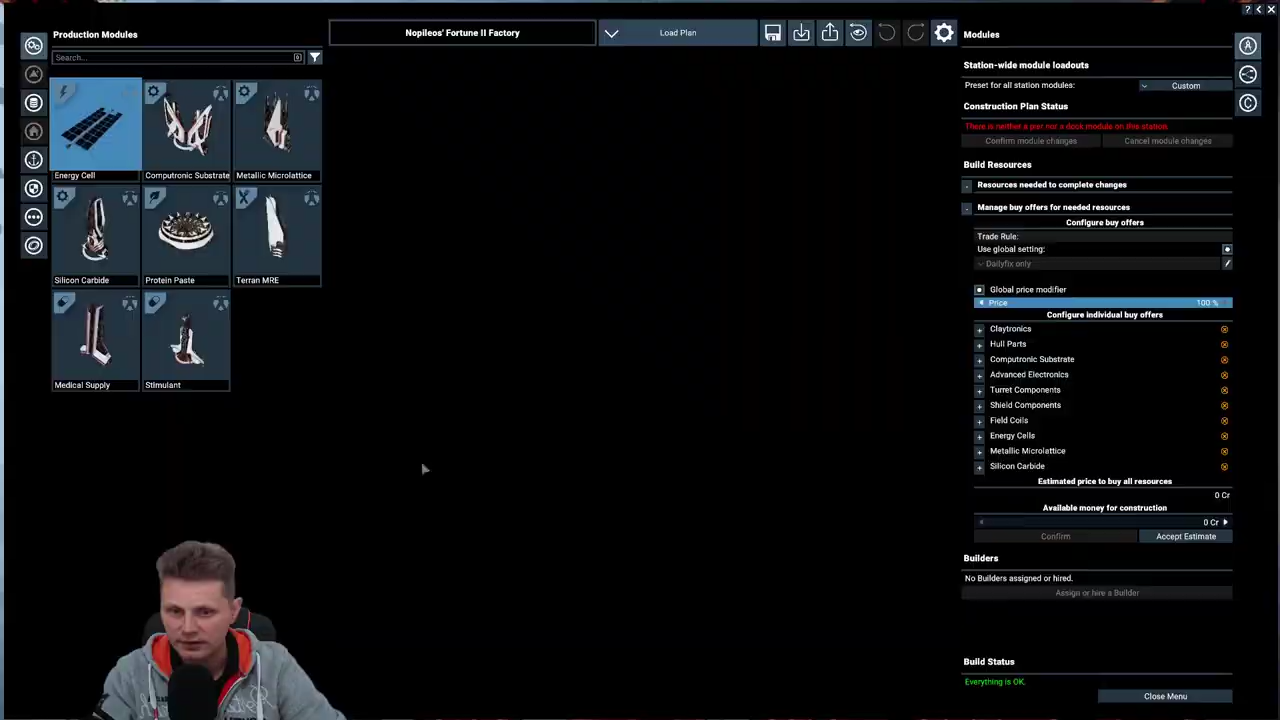 Production Modules
Search...
Energy Cell
Computronic Substrate
Metallic Microlattice
Silicon Carbide
Protein Paste
Terran MRE
Medical Supply
Stimulant
Nopileos' Fortune II Factory
Load Plan
Modules
Station-wide module loadouts
Preset for all station modules:
Custom
Construction Plan Status
There is neither a pier nor a dock module on this station.
Confirm module changes
Cancel module changes
Build Resources
- Resources needed to complete changes
- Manage buy offers for needed resources
Configure buy offers
Trade Rule:
Use global setting:
Dailyfix only
Global price modifier
Price 100 %
Configure individual buy offers
+ Claytronics
+ Hull Parts
+ Computronic Substrate
+ Advanced Electronics
+ Turret Components
+ Shield Components
+ Field Coils
+ Energy Cells
+ Metallic Microlattice
+ Silicon Carbide
Estimated price to buy all resources
0 Cr
Available money for construction
0 Cr
Confirm
Accept Estimate
Builders
No Builders assigned or hired.
Assign or hire a Builder
Build Status
Everything is OK.
Close Menu